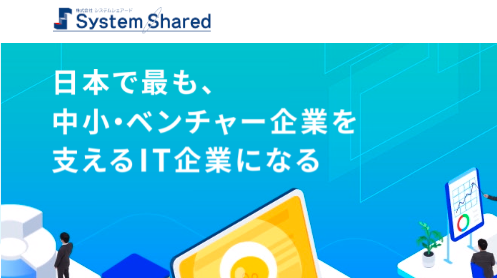 株式会社 システムシェアード
System Shared
日本で最も、
中小・ベンチャー企業を
支えるIT企業になる